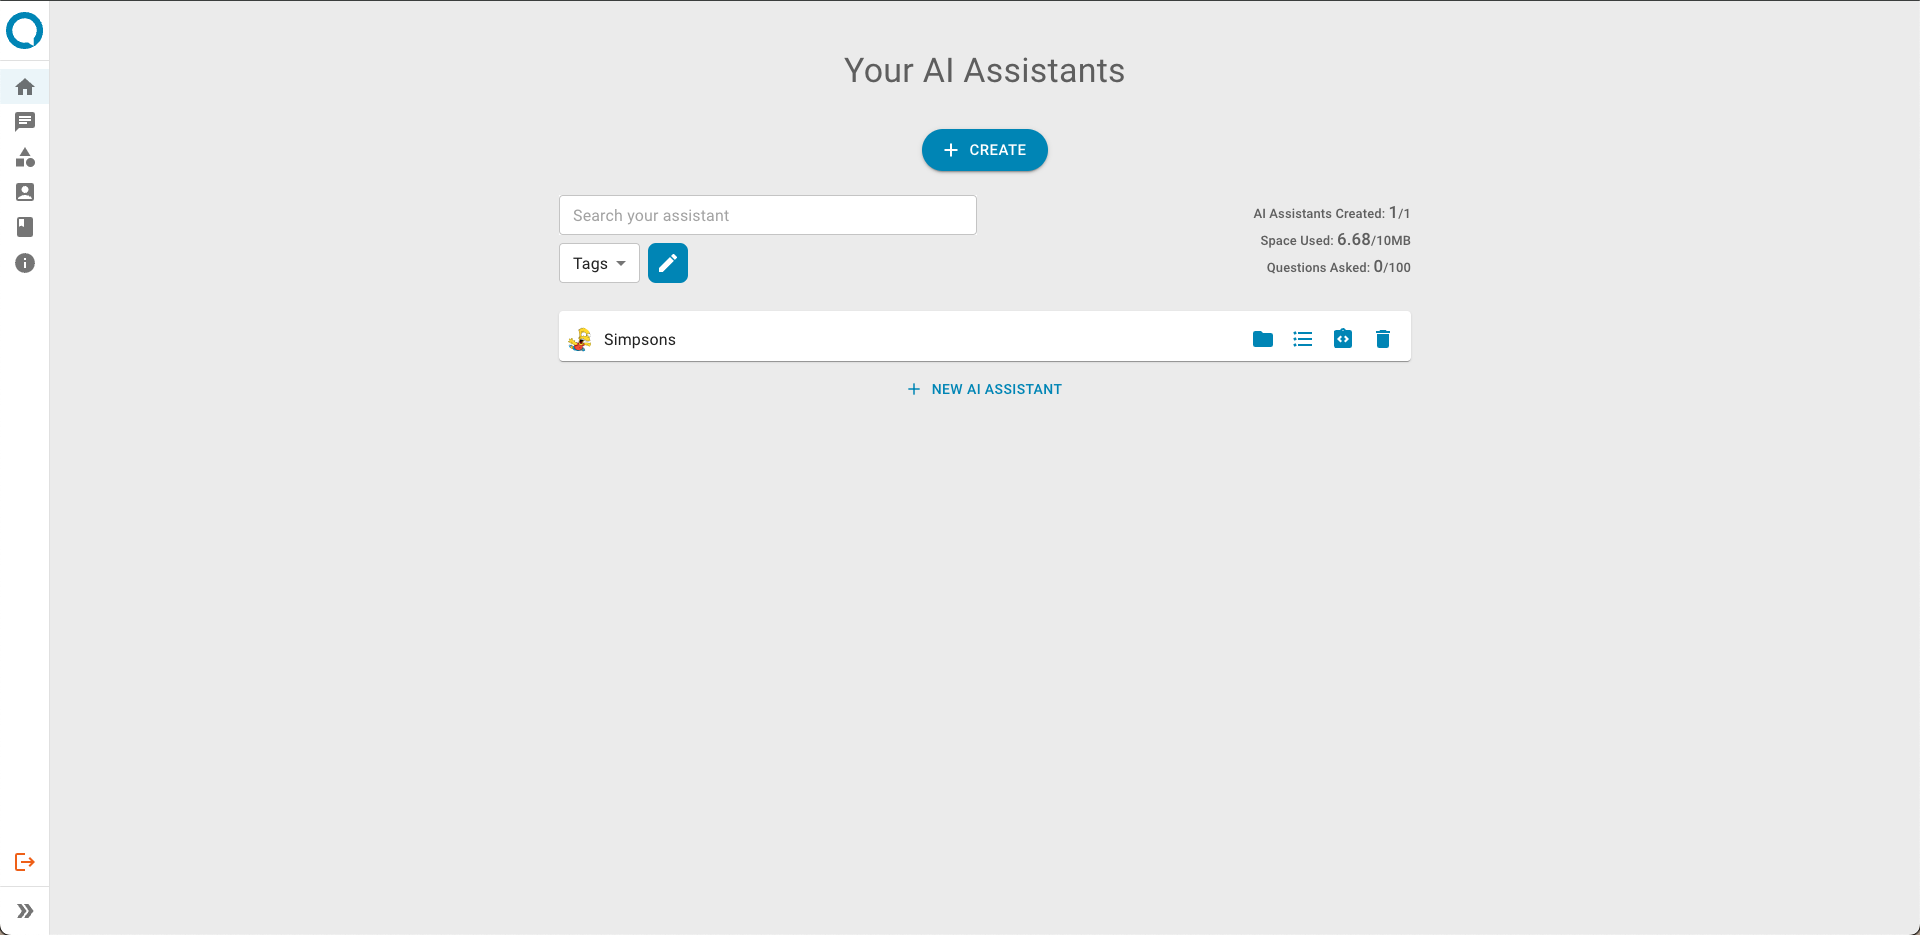 Your AI Assistants
CREATE
Search your assistant
Tags
AI Assistants Created: 1/1
Space Used: 6.68/10MB
Questions Asked: 0/100
Simpsons
NEW AI ASSISTANT